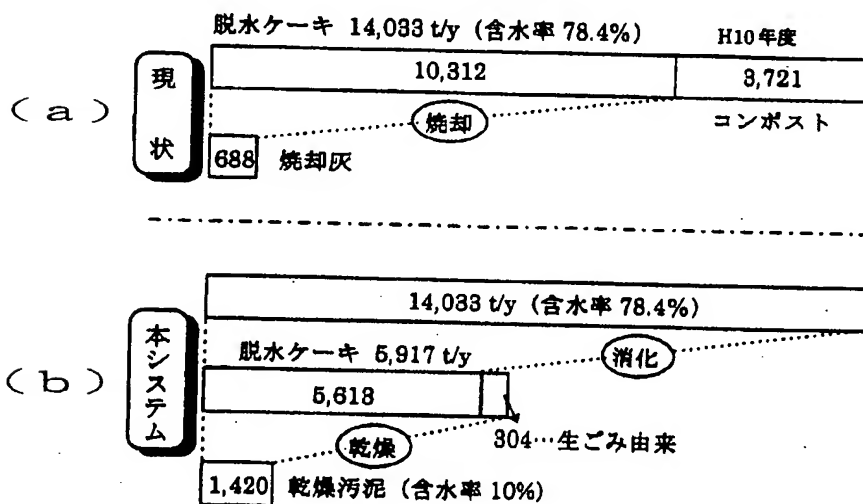 脱水ケーキ 14,033 t/y (含水率 78.4%) H10年度
(a) 現状 10,312 3,721
焼却 コンポスト
688 焼却灰
14,033 t/y (含水率 78.4%)
脱水ケーキ 5,917 t/y 消化
(b) 本システム 5,613
乾燥 304…生ごみ由来
1,420 乾燥汚泥 (含水率 10%)